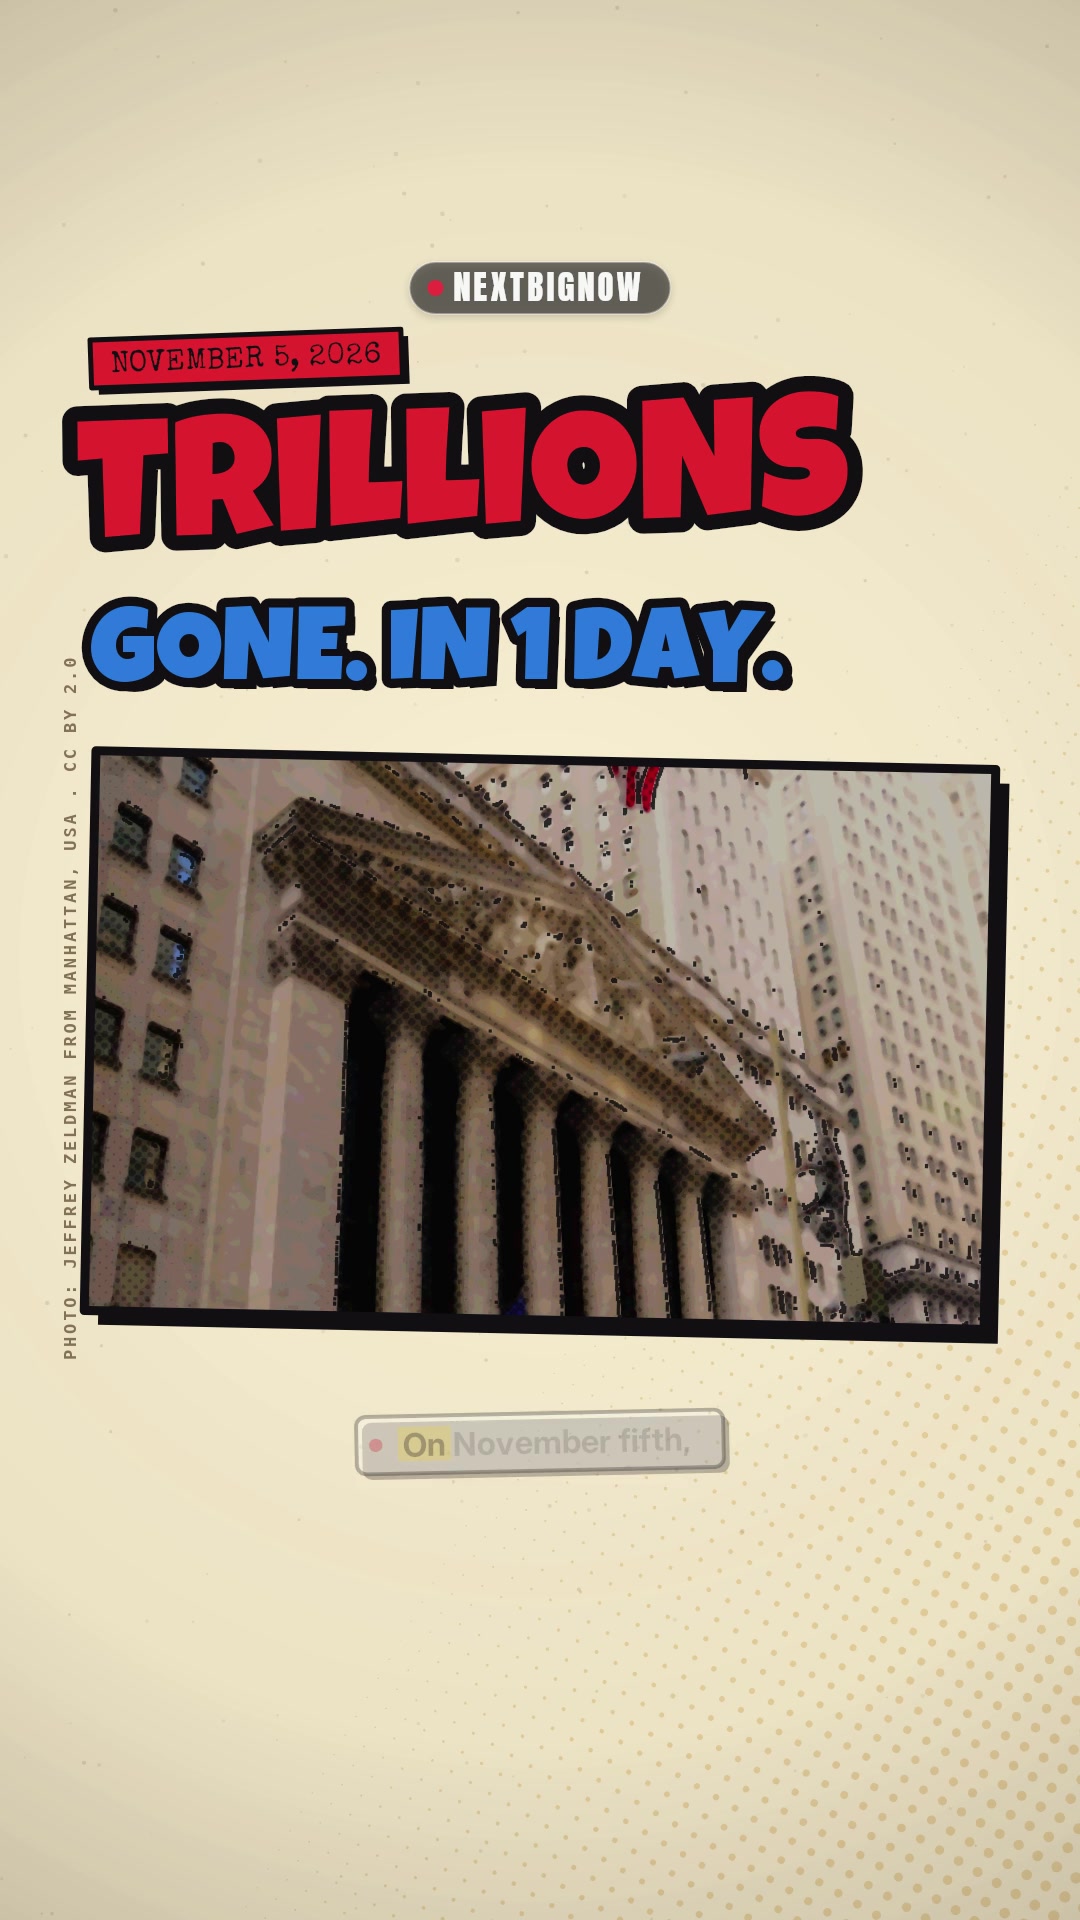 NEXTBIGNOW
NOVEMBER 5, 2026
TRILLIONS
GONE. IN 1 DAY.
PHOTO: JEFFREY ZELDMAN FROM MANHATTAN, USA . CC BY 2.0
On November fifth,